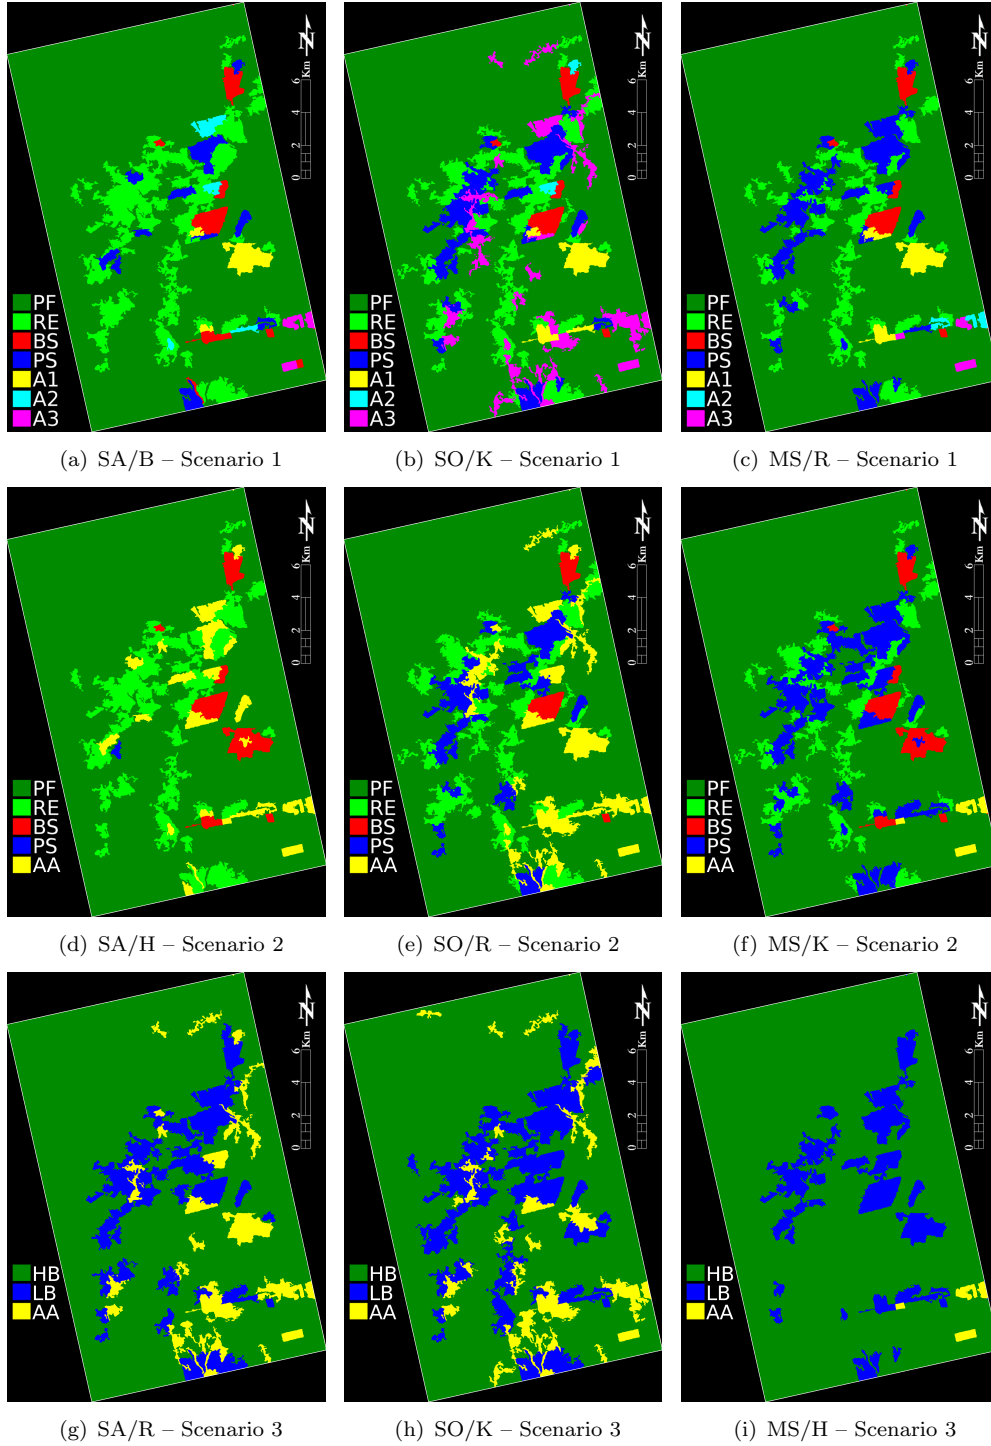 N
Km
6
4
2
0
PF
RE
BS
PS
A1
A2
A3
N
Km
6
4
2
0
PF
RE
BS
PS
A1
A2
A3
N
Km
6
4
2
0
PF
RE
BS
PS
A1
A2
A3
(a) SA/B – Scenario 1
(b) SO/K – Scenario 1
(c) MS/R – Scenario 1
N
Km
6
4
2
0
PF
RE
BS
PS
AA
N
Km
6
4
2
0
PF
RE
BS
PS
AA
N
Km
6
4
2
0
PF
RE
BS
PS
AA
(d) SA/H – Scenario 2
(e) SO/R – Scenario 2
(f) MS/K – Scenario 2
N
Km
6
4
2
0
HB
LB
AA
N
Km
6
4
2
0
HB
LB
AA
N
Km
6
4
2
0
HB
LB
AA
(g) SA/R – Scenario 3
(h) SO/K – Scenario 3
(i) MS/H – Scenario 3